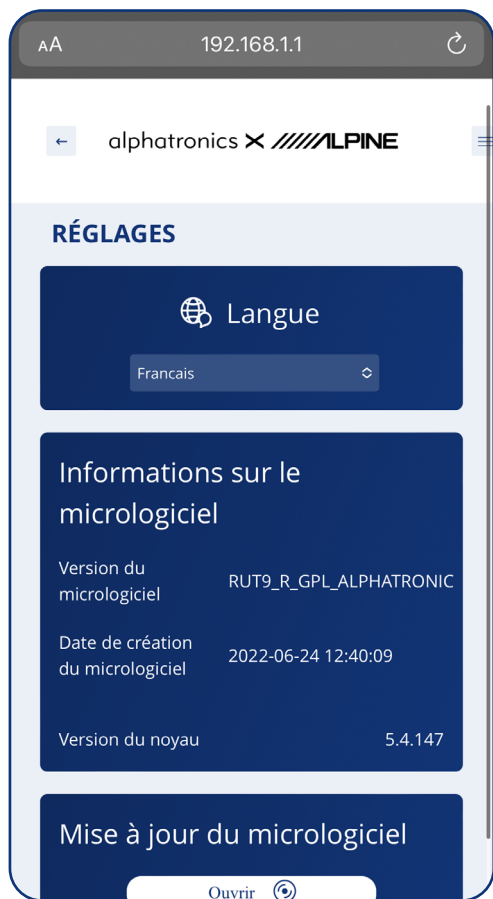 AA 192.168.1.1
alphatronics X ALPINE
RÉGLAGES
Langue
Francais
Informations sur le
micrologiciel
Version du
micrologiciel
RUT9_R_GPL_ALPHATRONIC
Date de création
du micrologiciel
2022-06-24 12:40:09
Version du noyau 5.4.147
Mise à jour du micrologiciel
Ouvrir